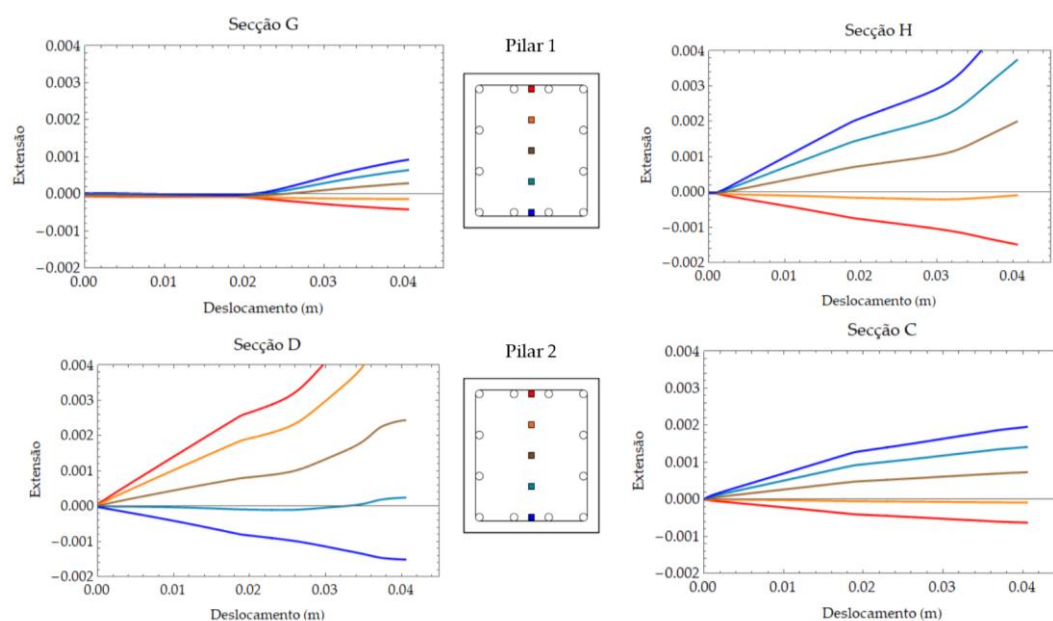 Secção G
Extensão
0.004
0.003
0.002
0.001
0.000
−0.001
−0.002
0.00 0.01 0.02 0.03 0.04
Deslocamento (m)
Pilar 1
Secção H
Extensão
0.004
0.003
0.002
0.001
0.000
−0.001
−0.002
0.00 0.01 0.02 0.03 0.04
Deslocamento (m)
Secção D
Extensão
0.004
0.003
0.002
0.001
0.000
−0.001
−0.002
0.00 0.01 0.02 0.03 0.04
Deslocamento (m)
Pilar 2
Secção C
Extensão
0.004
0.003
0.002
0.001
0.000
−0.001
−0.002
0.00 0.01 0.02 0.03 0.04
Deslocamento (m)